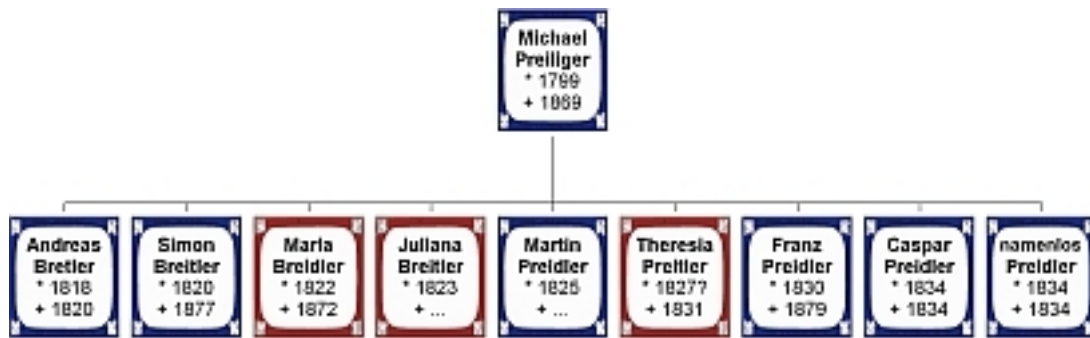 Michael
Preiliger
* 1799
+ 1869
Andreas
Bretler
* 1818
+ 1820
Simon
Breitler
* 1820
+ 1877
Maria
Breidler
* 1822
+ 1872
Juliana
Breitler
* 1823
+ ...
Martin
Preidler
* 1825
+ ...
Theresia
Preitler
* 1827?
+ 1831
Franz
Preidler
* 1830
+ 1879
Caspar
Preidler
* 1834
+ 1834
namenlos
Preidler
* 1834
+ 1834